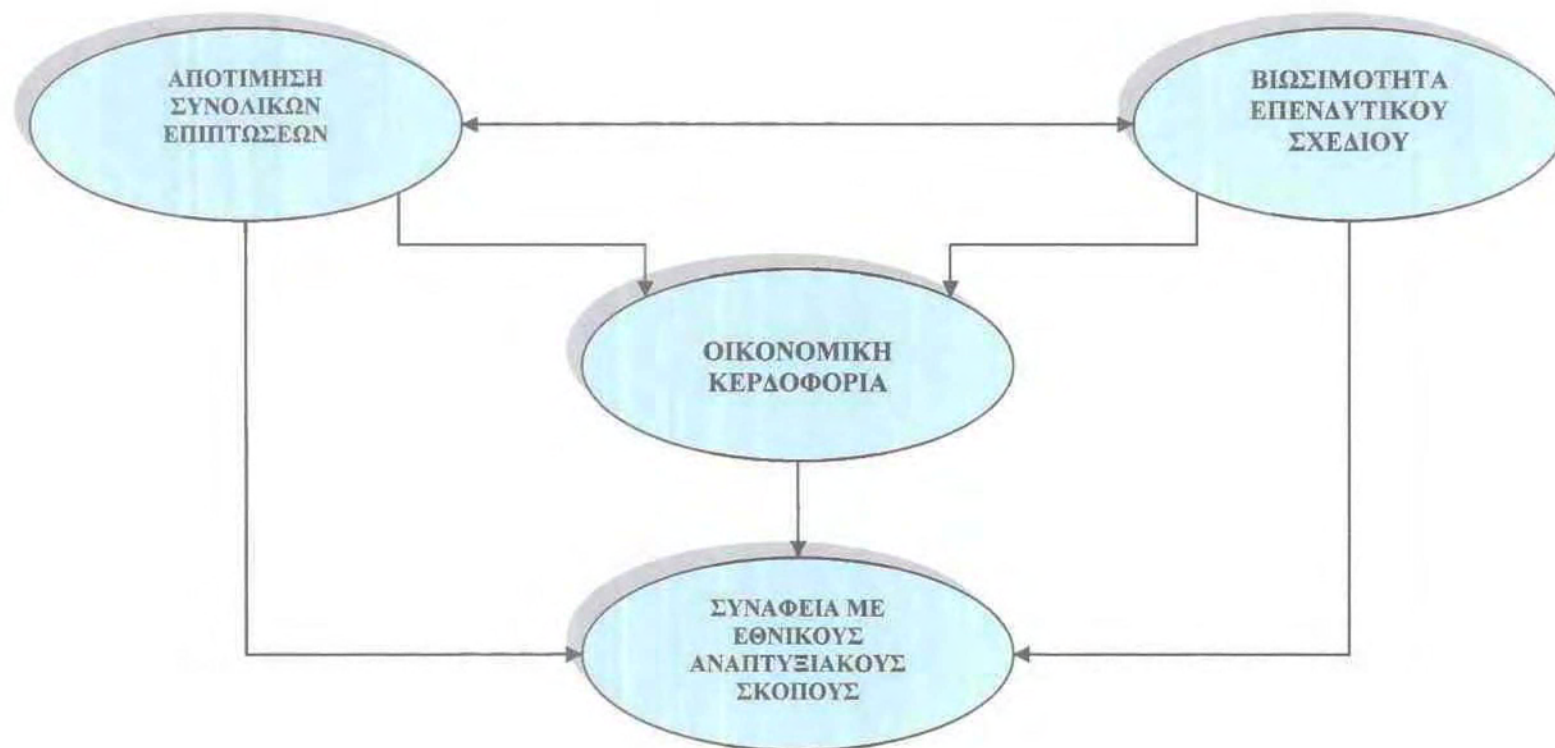 ΑΠΟΤΙΜΗΣΗ
ΣΥΝΟΛΙΚΩΝ
ΕΠΙΠΤΩΣΕΩΝ
ΒΙΩΣΙΜΟΤΗΤΑ
ΕΠΕΝΔΥΤΙΚΟΥ
ΣΧΕΔΙΟΥ
ΟΙΚΟΝΟΜΙΚΗ
ΚΕΡΔΟΦΟΡΙΑ
ΣΥΝΑΦΕΙΑ ΜΕ
ΕΘΝΙΚΟΥΣ
ΑΝΑΠΤΥΞΙΑΚΟΥΣ
ΣΚΟΠΟΥΣ